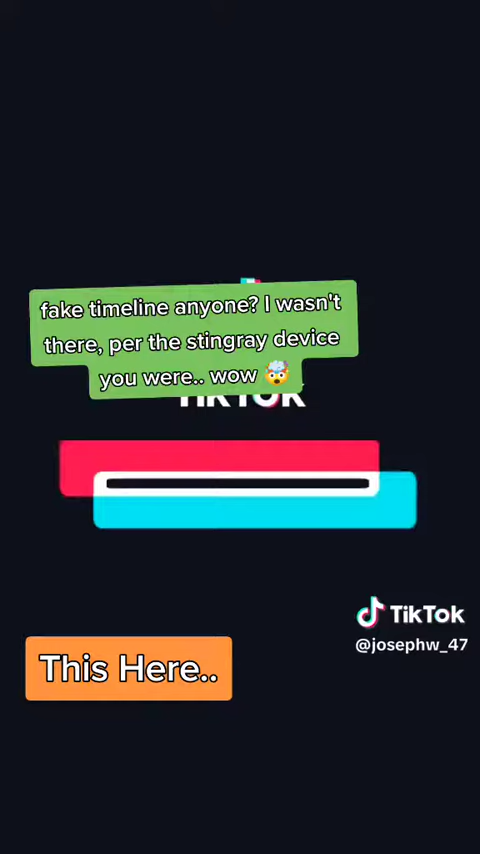 fake timeline anyone? I wasn't
there, per the stingray device
you were.. wow 🤯
TikTok
TikTok
@josephw_47
This Here..